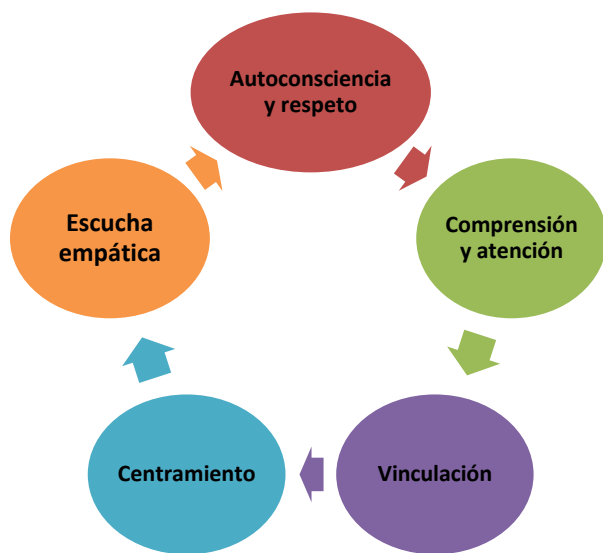 Autoconsciencia
y respeto
Comprensión
y atención
Vinculación
Centramiento
Escucha
empática